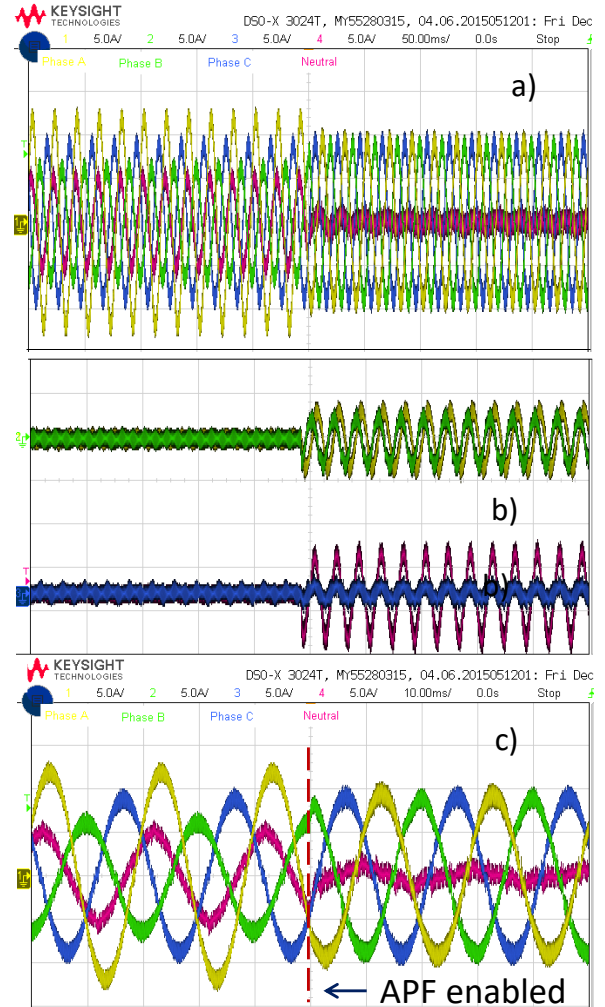 KEYSIGHT
TECHNOLOGIES
DSO-X 3024T, MY55280315, 04.06.2015051201: Fri Dec
1 5.0A/ 2 5.0A/ 3 5.0A/ 4 5.0A/ 50.00ms/ 0.0s Stop
Phase A Phase B Phase C Neutral
a)
T
2
b)
T
b)
KEYSIGHT
TECHNOLOGIES
DSO-X 3024T, MY55280315, 04.06.2015051201: Fri Dec
1 5.0A/ 2 5.0A/ 3 5.0A/ 4 5.0A/ 10.00ms/ 0.0s Stop
Phase A Phase B Phase C Neutral
c)
T
← APF enabled